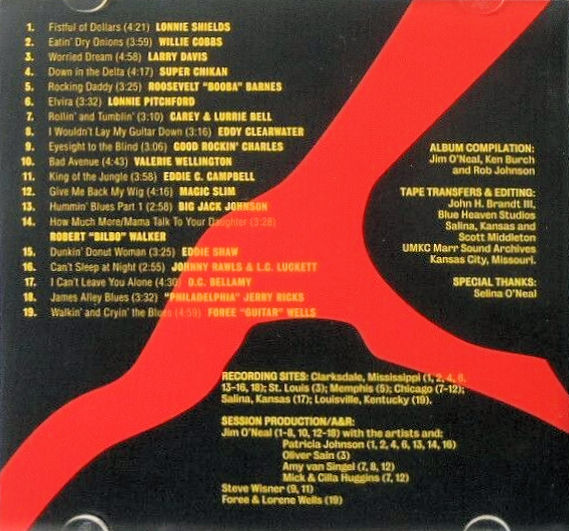 1. Fistful of Dollars (4:21) LONNIE SHIELDS
2. Eatin' Dry Onions (3:59) WILLIE COBBS
3. Worried Dream (4:58) LARRY DAVIS
4. Down in the Delta (4:17) SUPER CHIKAN
5. Rocking Daddy (3:25) ROOSEVELT "BOOBA" BARNES
6. Elvira (3:32) LONNIE PITCHFORD
7. Rollin' and Tumblin' (3:10) CAREY & LURRIE BELL
8. I Wouldn't Lay My Guitar Down (3:16) EDDY CLEARWATER
9. Eyesight to the Blind (3:06) GOOD ROCKIN' CHARLES
10. Bad Avenue (4:43) VALERIE WELLINGTON
11. King of the Jungle (3:58) EDDIE C. CAMPBELL
12. Give Me Back My Wig (4:16) MAGIC SLIM
13. Hummin' Blues Part 1 (2:58) BIG JACK JOHNSON
14. How Much More/Mama Talk To Your Daughter (3:28)
ROBERT "BILBO" WALKER
15. Dunkin' Donut Woman (3:25) EDDIE SHAW
16. Can't Sleep at Night (2:55) JOHNNY RAWLS & L.C. LUCKETT
17. I Can't Leave You Alone (4:30) D.C. BELLAMY
18. James Alley Blues (3:32) "PHILADELPHIA" JERRY RICKS
19. Walkin' and Cryin' the Blues (4:59) FOREE "GUITAR" WELLS
ALBUM COMPILATION:
Jim O'Neal, Ken Burch
and Rob Johnson
TAPE TRANSFERS & EDITING:
John H. Brandt III,
Blue Heaven Studios
Salina, Kansas and
Scott Middleton
UMKC Marr Sound Archives
Kansas City, Missouri.
SPECIAL THANKS:
Selina O'Neal
RECORDING SITES: Clarksdale, Mississippi (1, 2, 4, 6,
13-16, 18); St. Louis (3); Memphis (5); Chicago (7-12);
Salina, Kansas (17); Louisville, Kentucky (19).
SESSION PRODUCTION/A&R:
Jim O'Neal (1-8, 10, 12-18) with the artists and:
Patricia Johnson (1, 2, 4, 6, 13, 14, 16)
Oliver Sain (3)
Amy van Singel (7, 8, 12)
Mick & Cilla Huggins (7, 12)
Steve Wisner (9, 11)
Foree & Lorene Wells (19)